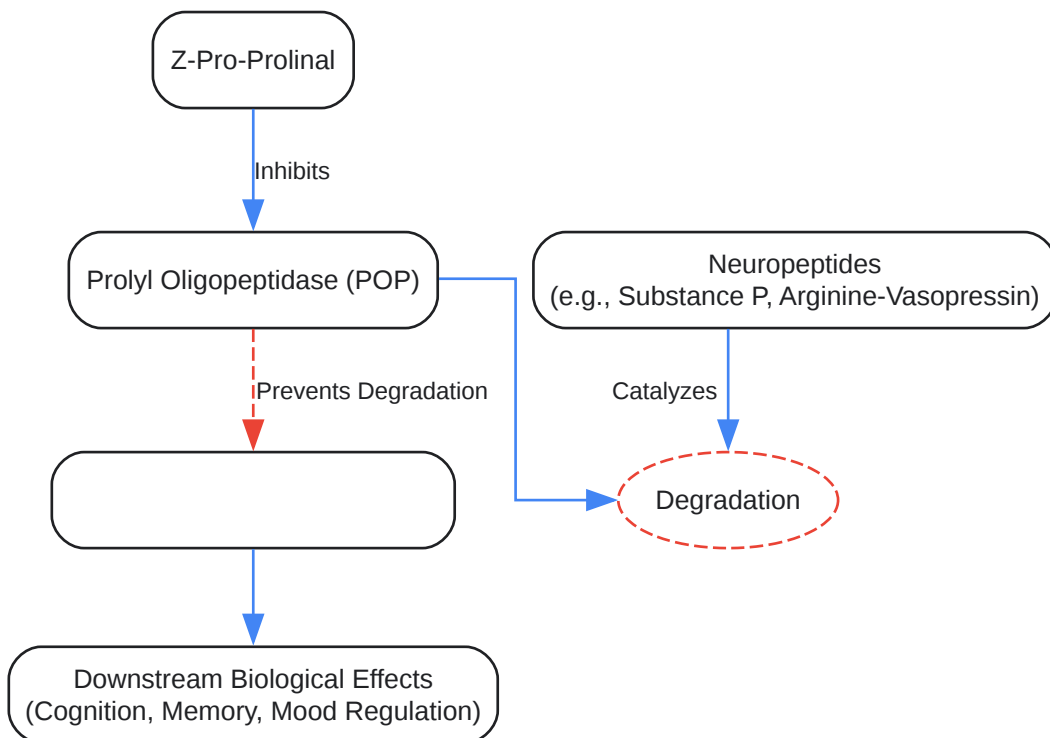 Z-Pro-Prolinal
Inhibits
Prolyl Oligopeptidase (POP)
Neuropeptides
(e.g., Substance P, Arginine-Vasopressin)
Prevents Degradation
Catalyzes
Degradation
Downstream Biological Effects
(Cognition, Memory, Mood Regulation)